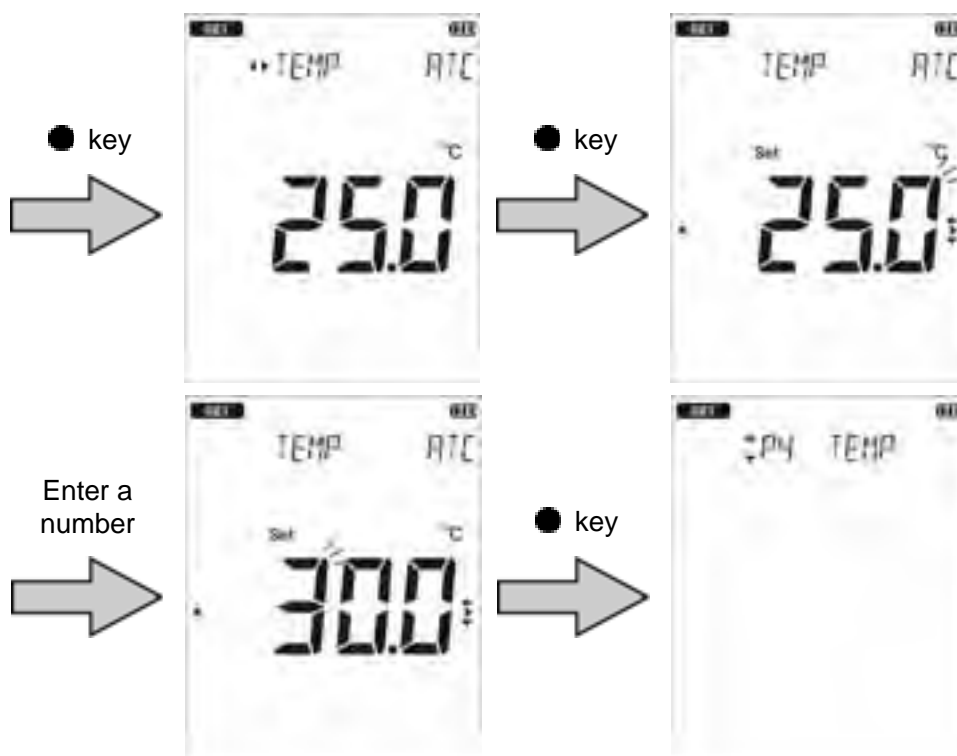 TEMP ATC
● key
°C
25.0
TEMP ATC
● key
Set °C
25.0
TEMP ATC
Enter a
number
Set °C
30.0
P4 TEMP
● key